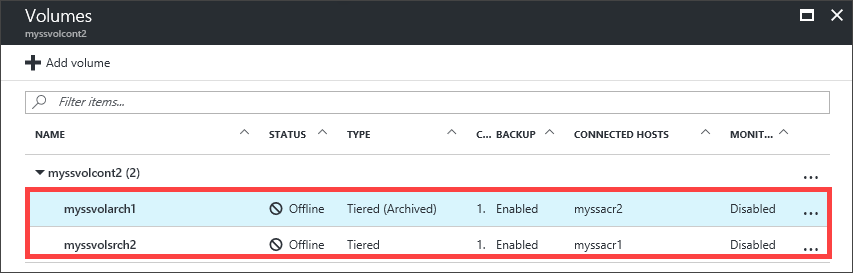 Volumes
myssvolcont2
Add volume
Filter items...
NAME STATUS TYPE C... BACKUP CONNECTED HOSTS MONIT...
myssvolcont2 (2) ...
myssvolarch1 Offline Tiered (Archived) 1. Enabled myssacr2 Disabled ...
myssvolsrch2 Offline Tiered 1. Enabled myssacr1 Disabled ...